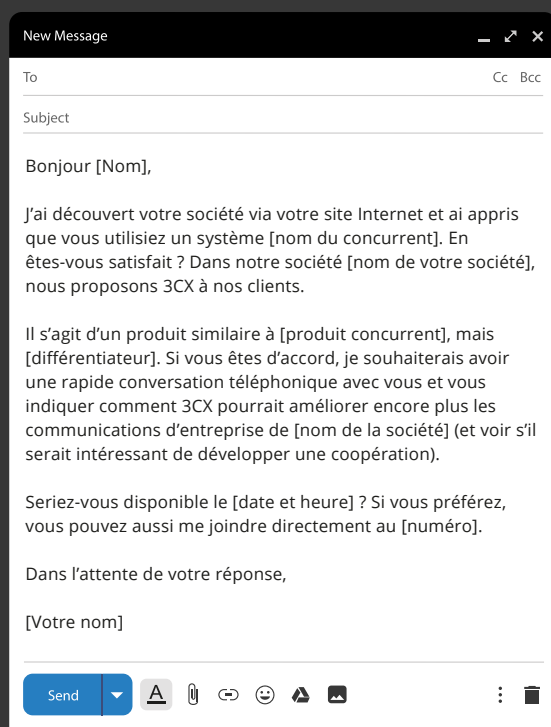 New Message
To Cc Bcc
Subject
Bonjour [Nom],
J’ai découvert votre société via votre site Internet et ai appris
que vous utilisiez un système [nom du concurrent]. En
êtes-vous satisfait ? Dans notre société [nom de votre société],
nous proposons 3CX à nos clients.
Il s’agit d’un produit similaire à [produit concurrent], mais
[différentiateur]. Si vous êtes d’accord, je souhaiterais avoir
une rapide conversation téléphonique avec vous et vous
indiquer comment 3CX pourrait améliorer encore plus les
communications d’entreprise de [nom de la société] (et voir s’il
serait intéressant de développer une coopération).
Seriez-vous disponible le [date et heure] ? Si vous préférez,
vous pouvez aussi me joindre directement au [numéro].
Dans l’attente de votre réponse,
[Votre nom]
Send A